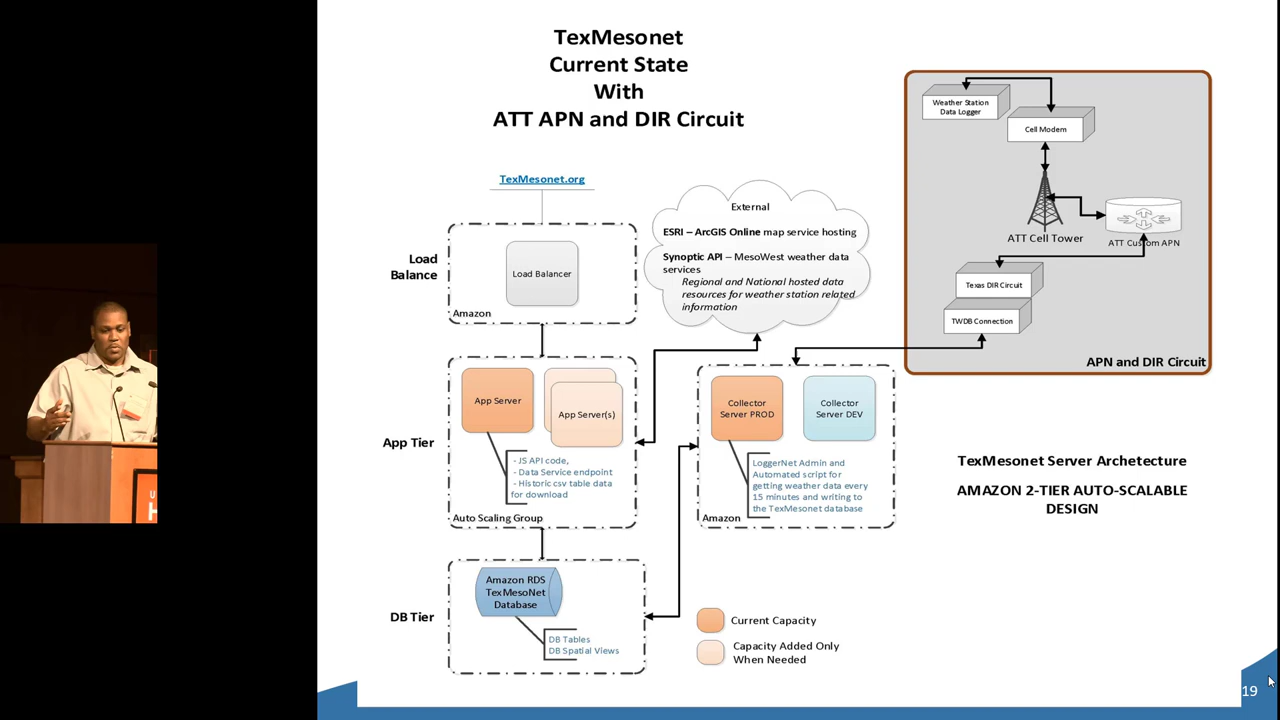 TexMesonet
Current State
With
ATT APN and DIR Circuit
TexMesonet.org
Load
Balance
Load Balancer
Amazon
External
ESRI – ArcGIS Online map service hosting
Synoptic API – MesoWest weather data
services
Regional and National hosted data
resources for weather station related
information
Weather Station
Data Logger
Cell Modem
ATT Cell Tower
ATT Custom APN
Texas DIR Circuit
TWDB Connection
APN and DIR Circuit
App Tier
App Server
App Server(s)
- JS API code,
- Data Service endpoint
- Historic csv table data
for download
Auto Scaling Group
Collector
Server PROD
Collector
Server DEV
LoggerNet Admin and
Automated script for
getting weather data every
15 minutes and writing to
the TexMesonet database
Amazon
TexMesonet Server Archetecture
AMAZON 2-TIER AUTO-SCALABLE
DESIGN
DB Tier
Amazon RDS
TexMesoNet
Database
DB Tables
DB Spatial Views
Current Capacity
Capacity Added Only
When Needed
19